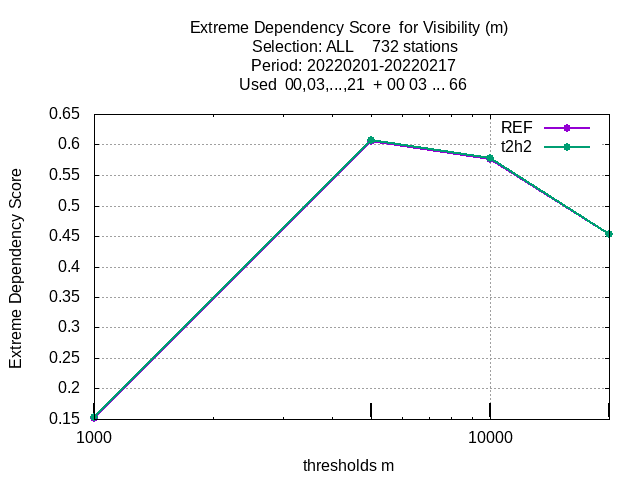 Extreme Dependency Score  for Visibility (m)
Selection: ALL    732 stations
Period: 20220201-20220217
Used  00,03,...,21  + 00 03 ... 66
REF
t2h2
Extreme Dependency Score
0.65
0.6
0.55
0.5
0.45
0.4
0.35
0.3
0.25
0.2
0.15
1000
10000
thresholds m